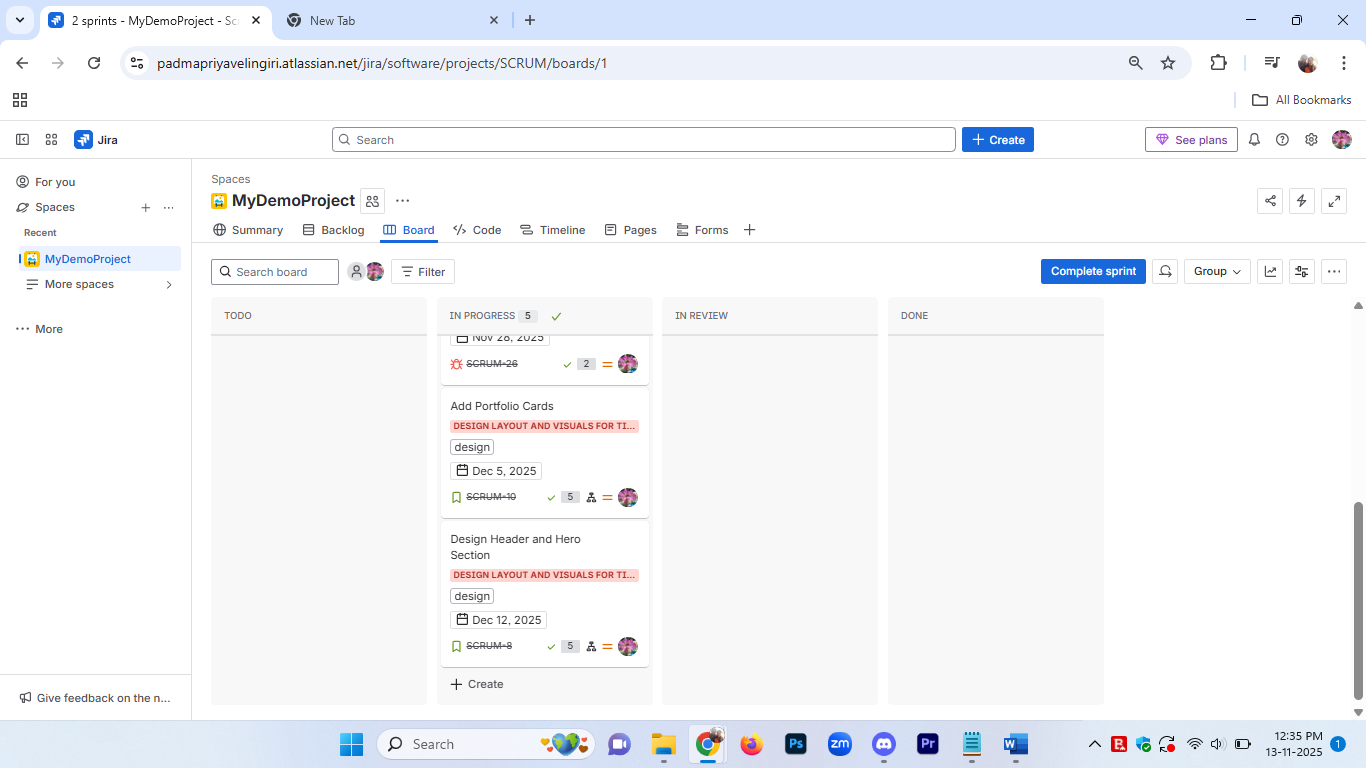 2 sprints - MyDemoProject - Sc
New Tab
padmapriyavelingiri.atlassian.net/jira/software/projects/SCRUM/boards/1
All Bookmarks
Jira
Search
Create
See plans
For you
Spaces
Recent
MyDemoProject
More spaces
More
Give feedback on the n...
Spaces
MyDemoProject
Summary
Backlog
Board
Code
Timeline
Pages
Forms
Search board
Filter
Complete sprint
Group
TODO
IN PROGRESS 5
IN REVIEW
DONE
Nov 28, 2025
SCRUM-26 2
Add Portfolio Cards
DESIGN LAYOUT AND VISUALS FOR TI...
design
Dec 5, 2025
SCRUM-10 5
Design Header and Hero
Section
DESIGN LAYOUT AND VISUALS FOR TI...
design
Dec 12, 2025
SCRUM-8 5
Create
Search
Ps
zm
Pr
W
12:35 PM
13-11-2025
1